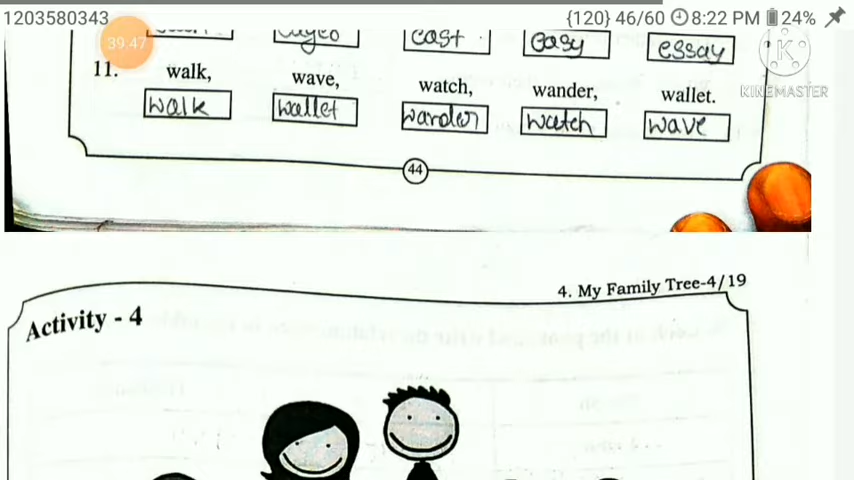 1203580343 {120} 46/60 8:22 PM 24%
39:47
cast easy essay
K
KINEMASTER
11. walk, wave, watch, wander, wallet.
walk wallet wander watch wave
44
4. My Family Tree-4/19
Activity - 4